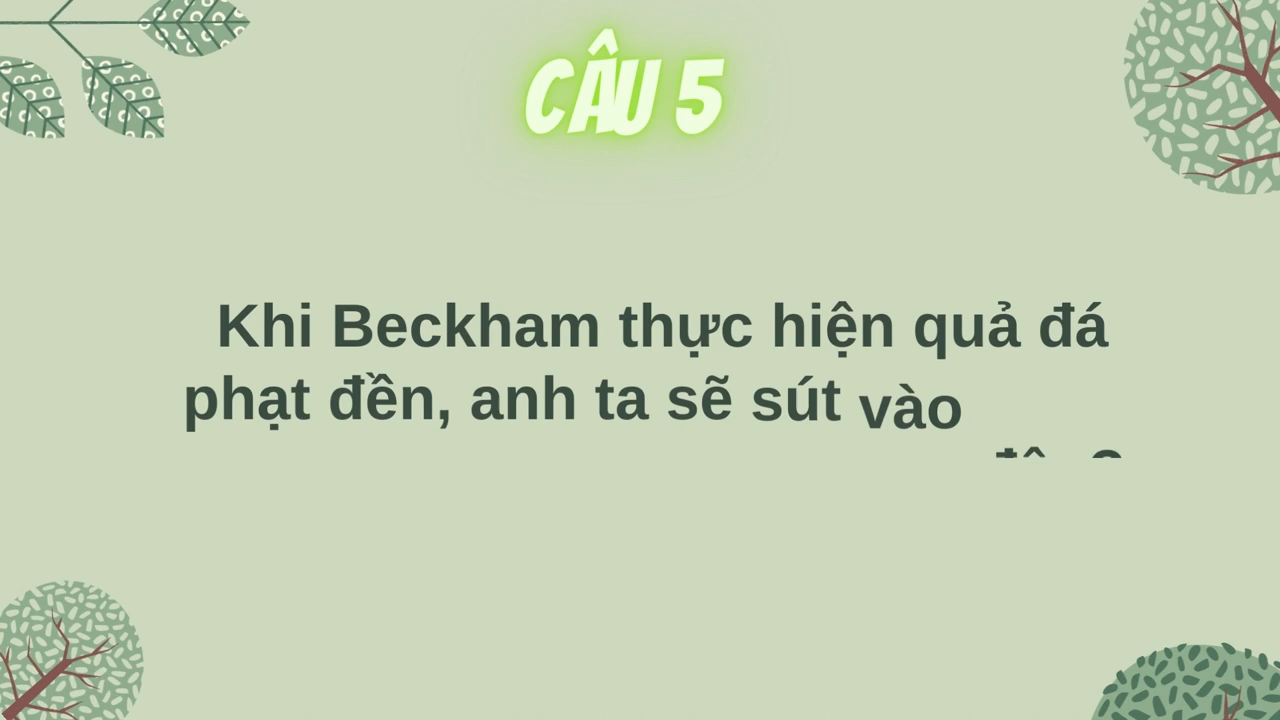 CÂU 5
Khi Beckham thực hiện quả đá
phạt đền, anh ta sẽ sút vào